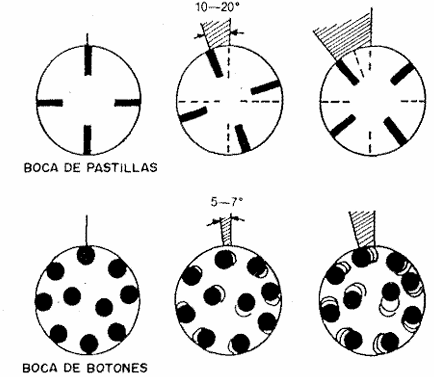 10—20°
BOCA DE PASTILLAS
5—7°
BOCA DE BOTONES